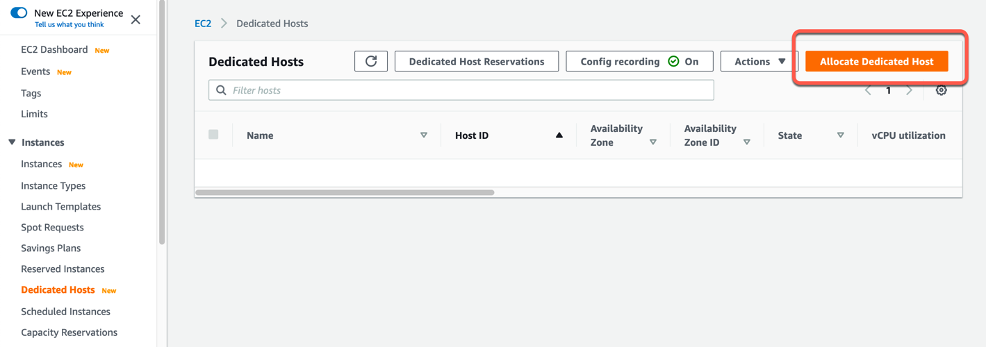 New EC2 Experience
Tell us what you think
EC2 Dashboard New
Events New
Tags
Limits
Instances
Instances New
Instance Types
Launch Templates
Spot Requests
Savings Plans
Reserved Instances
Dedicated Hosts New
Scheduled Instances
Capacity Reservations
EC2 > Dedicated Hosts
Dedicated Hosts
Dedicated Host Reservations
Config recording On
Actions
Allocate Dedicated Host
Filter hosts
1
Name
Host ID
Availability
Zone
Availability
Zone ID
State
vCPU utilization